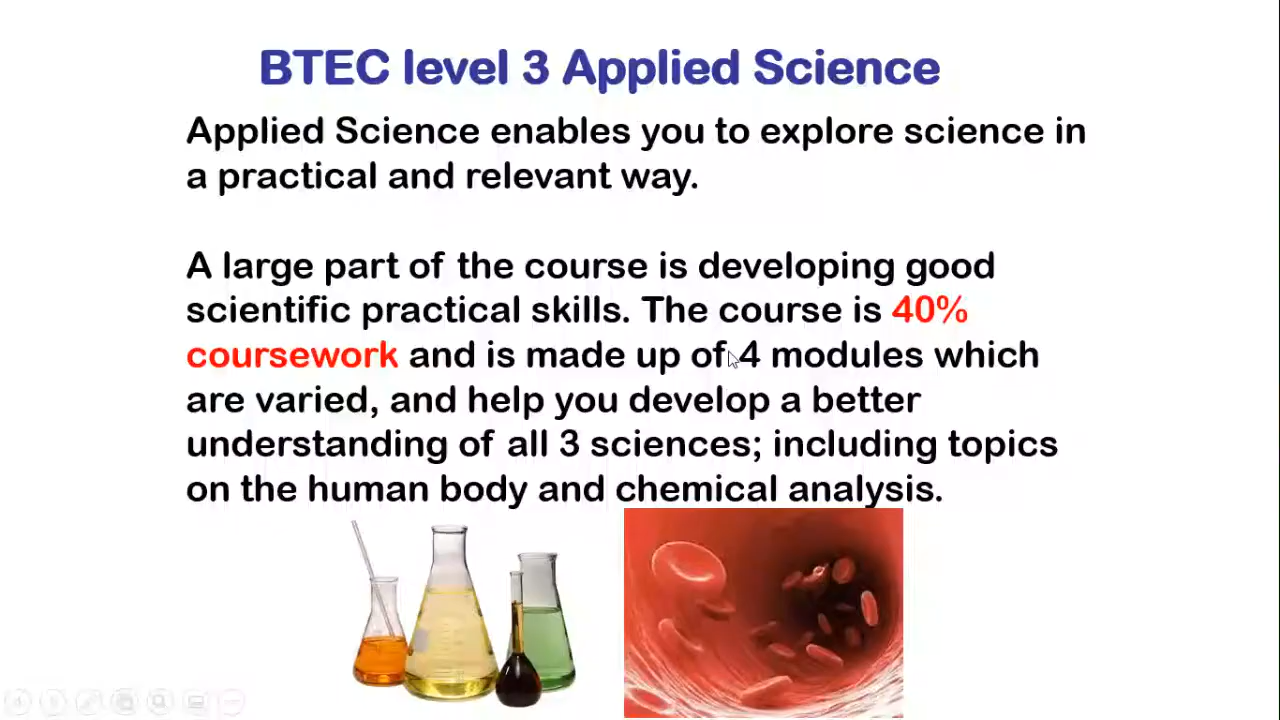 BTEC level 3 Applied Science
Applied Science enables you to explore science in
a practical and relevant way.
A large part of the course is developing good
scientific practical skills. The course is 40%
coursework and is made up of 4 modules which
are varied, and help you develop a better
understanding of all 3 sciences; including topics
on the human body and chemical analysis.